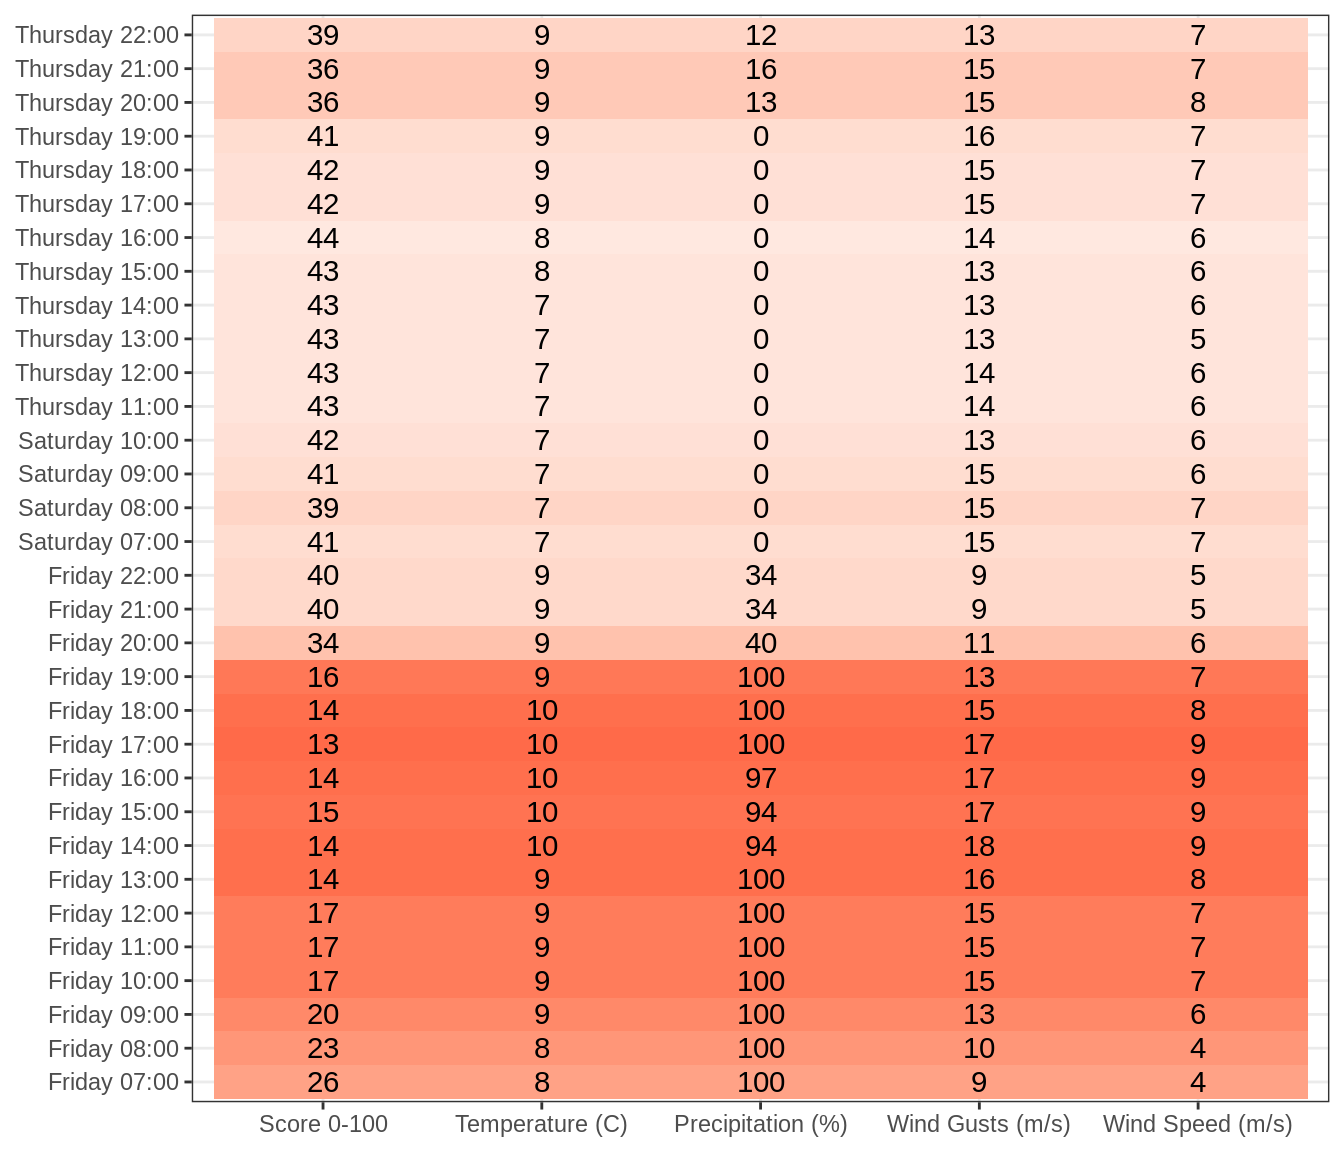 Thursday 22:00 39 9 12 13 7
Thursday 21:00 36 9 16 15 7
Thursday 20:00 36 9 13 15 8
Thursday 19:00 41 9 0 16 7
Thursday 18:00 42 9 0 15 7
Thursday 17:00 42 9 0 15 7
Thursday 16:00 44 8 0 14 6
Thursday 15:00 43 8 0 13 6
Thursday 14:00 43 7 0 13 6
Thursday 13:00 43 7 0 13 5
Thursday 12:00 43 7 0 14 6
Thursday 11:00 43 7 0 14 6
Saturday 10:00 42 7 0 13 6
Saturday 09:00 41 7 0 15 6
Saturday 08:00 39 7 0 15 7
Saturday 07:00 41 7 0 15 7
Friday 22:00 40 9 34 9 5
Friday 21:00 40 9 34 9 5
Friday 20:00 34 9 40 11 6
Friday 19:00 16 9 100 13 7
Friday 18:00 14 10 100 15 8
Friday 17:00 13 10 100 17 9
Friday 16:00 14 10 97 17 9
Friday 15:00 15 10 94 17 9
Friday 14:00 14 10 94 18 9
Friday 13:00 14 9 100 16 8
Friday 12:00 17 9 100 15 7
Friday 11:00 17 9 100 15 7
Friday 10:00 17 9 100 15 7
Friday 09:00 20 9 100 13 6
Friday 08:00 23 8 100 10 4
Friday 07:00 26 8 100 9 4
Score 0-100 Temperature (C) Precipitation (%) Wind Gusts (m/s) Wind Speed (m/s)